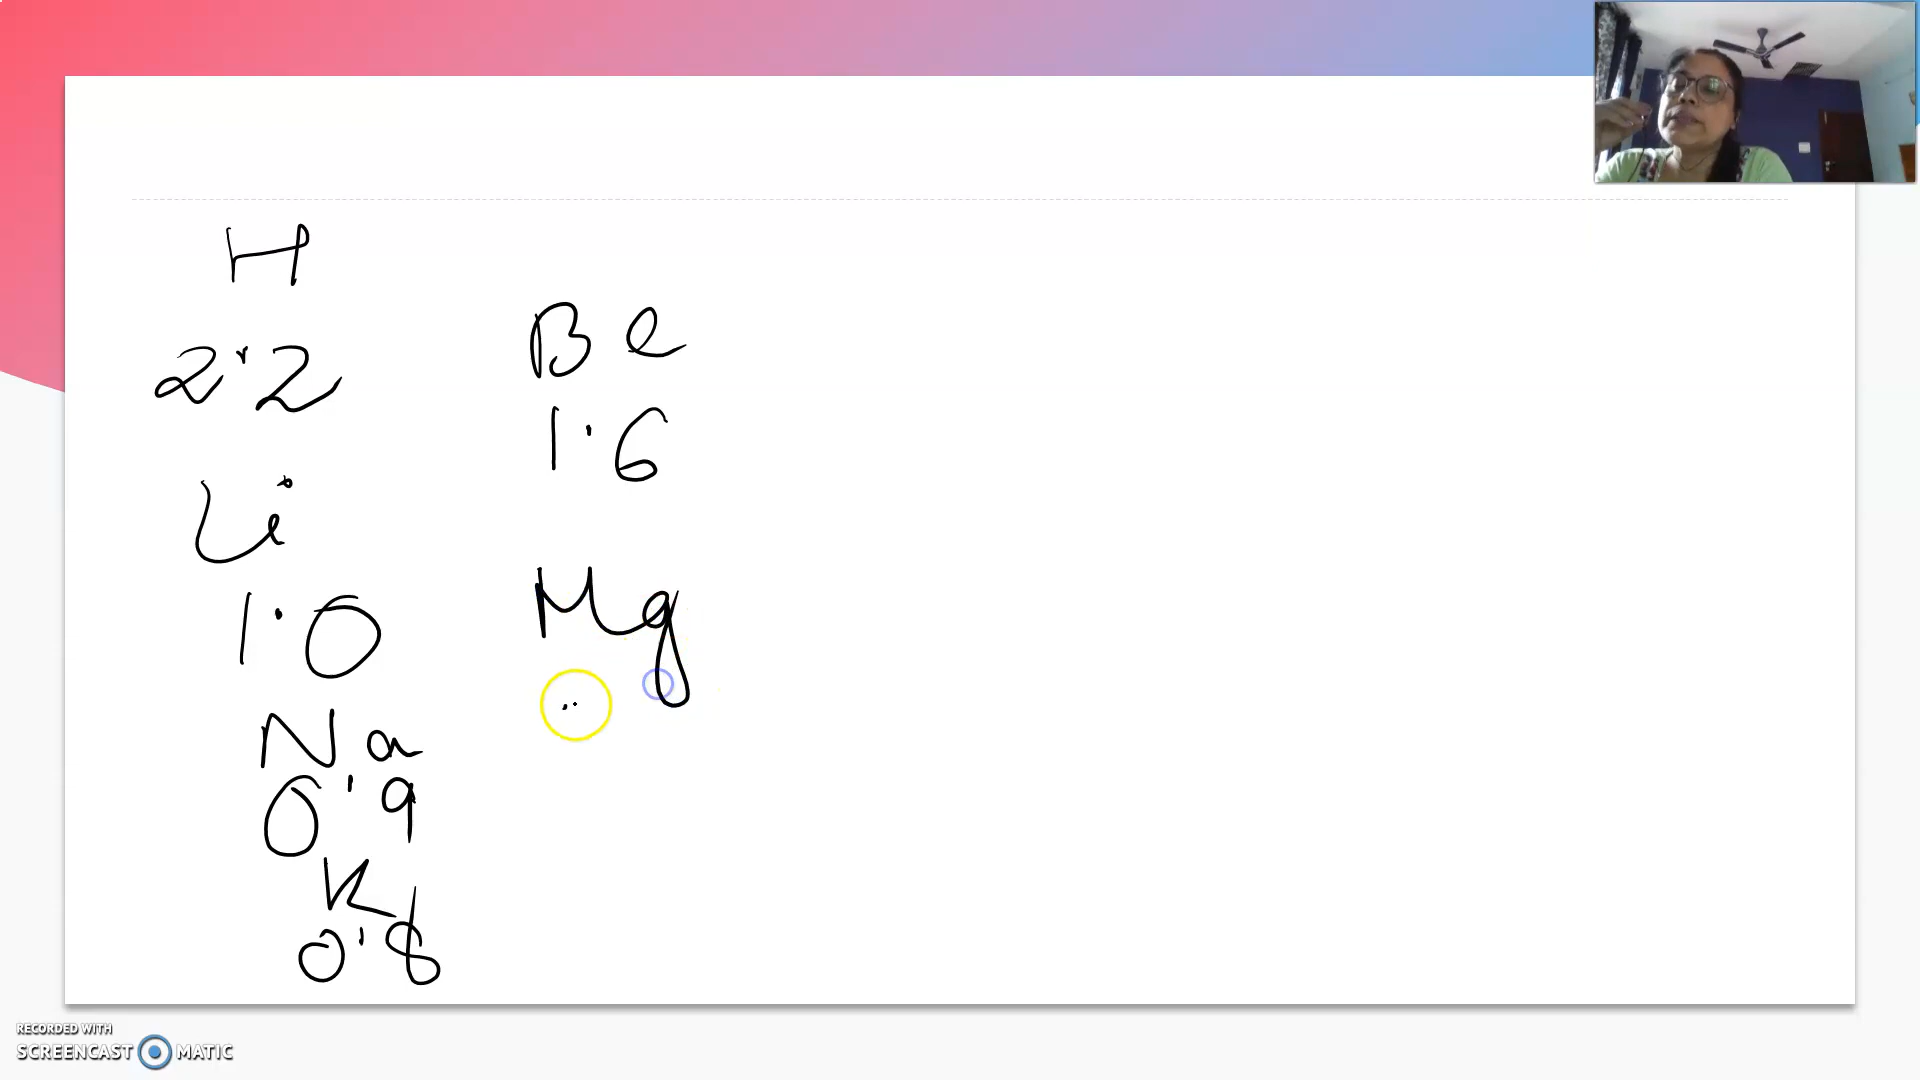 H
2.2
Li
1.0
Na
0.9
K
0.8
Be
1.6
Mg
RECORDED WITH
SCREENCAST MATIC